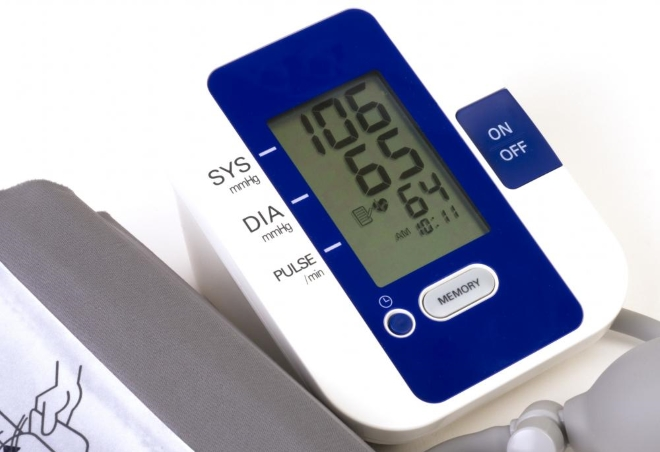 106
SYS
mmHg
65
DIA
mmHg
64
PULSE
/min
AM 10:11
MEMORY
ON
OFF